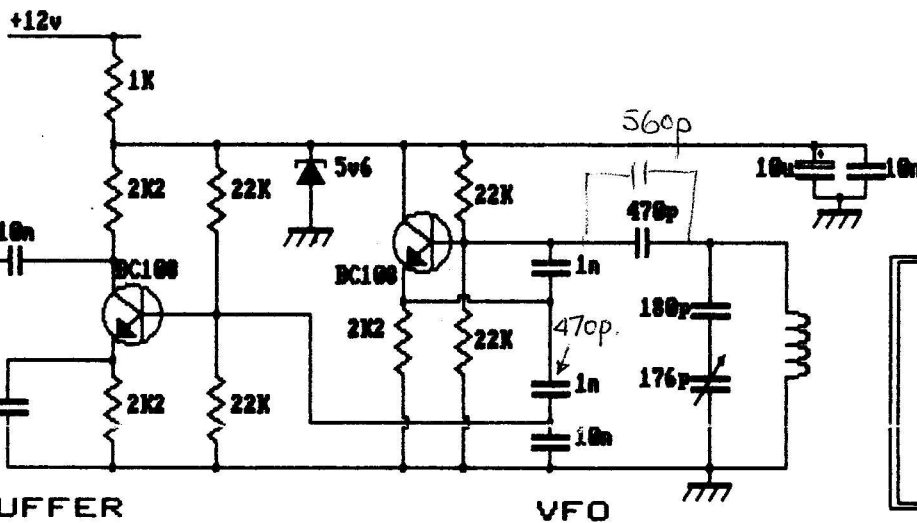 +12v
1K
560p
2K2
22K
5v6
22K
10u
+
10n
470p
10n
BC108
BC108
1n
180p
2K2
22K
470p.
1n
176p
2K2
22K
10n
UFFER
VFO